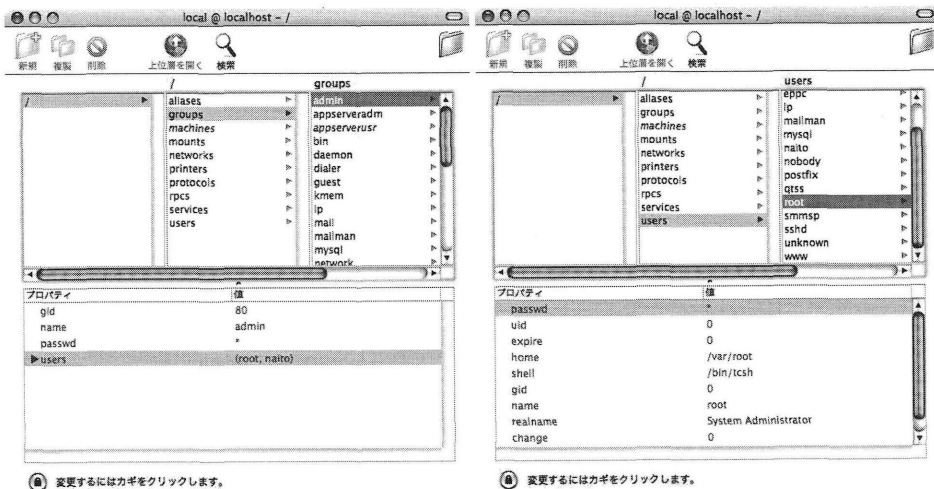 local @ localhost – /
新規 複製 削除 上位層を開く 検索
/ groups
/
aliases
groups
machines
mounts
networks
printers
protocols
rpcs
services
users
admin
appserveradm
appserverusr
bin
daemon
dialer
guest
kmem
lp
mail
mailman
mysql
network
プロパティ 値
gid 80
name admin
passwd *
users (root, naito)
変更するにはカギをクリックします。
local @ localhost – /
新規 複製 削除 上位層を開く 検索
/ users
/
aliases
groups
machines
mounts
networks
printers
protocols
rpcs
services
users
eppc
lp
mailman
mysql
naito
nobody
postfix
qtss
root
smmsp
sshd
unknown
www
プロパティ 値
passwd *
uid 0
expire 0
home /var/root
shell /bin/tcsh
gid 0
name root
realname System Administrator
change 0
変更するにはカギをクリックします。